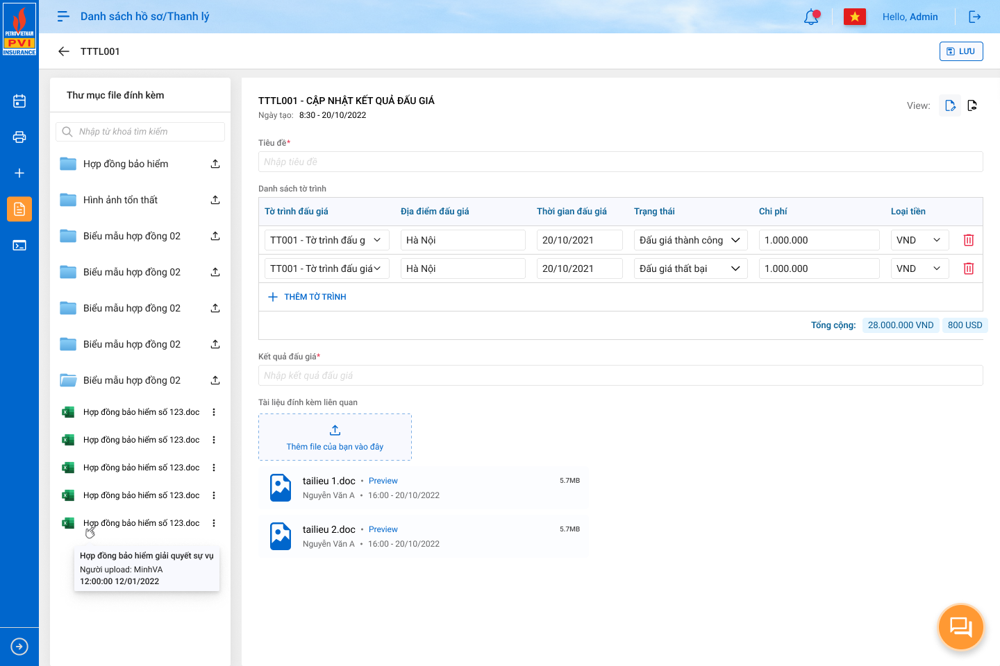 PETROVIETNAM
PVI
INSURANCE
Danh sách hồ sơ/Thanh lý
Hello, Admin
TTTL001
LƯU
Thư mục file đính kèm
Nhập từ khoá tìm kiếm
Hợp đồng bảo hiểm
Hình ảnh tổn thất
Biểu mẫu hợp đồng 02
Biểu mẫu hợp đồng 02
Biểu mẫu hợp đồng 02
Biểu mẫu hợp đồng 02
Biểu mẫu hợp đồng 02
Hợp đồng bảo hiểm số 123.doc
Hợp đồng bảo hiểm số 123.doc
Hợp đồng bảo hiểm số 123.doc
Hợp đồng bảo hiểm số 123.doc
Hợp đồng bảo hiểm số 123.doc
Hợp đồng bảo hiểm giải quyết sự vụ
Người upload: MinhVA
12:00:00 12/01/2022
TTTL001 - CẬP NHẬT KẾT QUẢ ĐẤU GIÁ
Ngày tạo: 8:30 - 20/10/2022
View:
Tiêu đề*
Nhập tiêu đề
Danh sách tờ trình
Tờ trình đấu giá Địa điểm đấu giá Thời gian đấu giá Trạng thái Chi phí Loại tiền
TT001 - Tờ trình đấu g Hà Nội 20/10/2021 Đấu giá thành công 1.000.000 VND
TT001 - Tờ trình đấu giá Hà Nội 20/10/2021 Đấu giá thất bại 1.000.000 VND
THÊM TỜ TRÌNH
Tổng cộng: 28.000.000 VND 800 USD
Kết quả đấu giá*
Nhập kết quả đấu giá
Tài liệu đính kèm liên quan
Thêm file của bạn vào đây
tailieu 1.doc • Preview 5.7MB
Nguyễn Văn A • 16:00 - 20/10/2022
tailieu 2.doc • Preview 5.7MB
Nguyễn Văn A • 16:00 - 20/10/2022